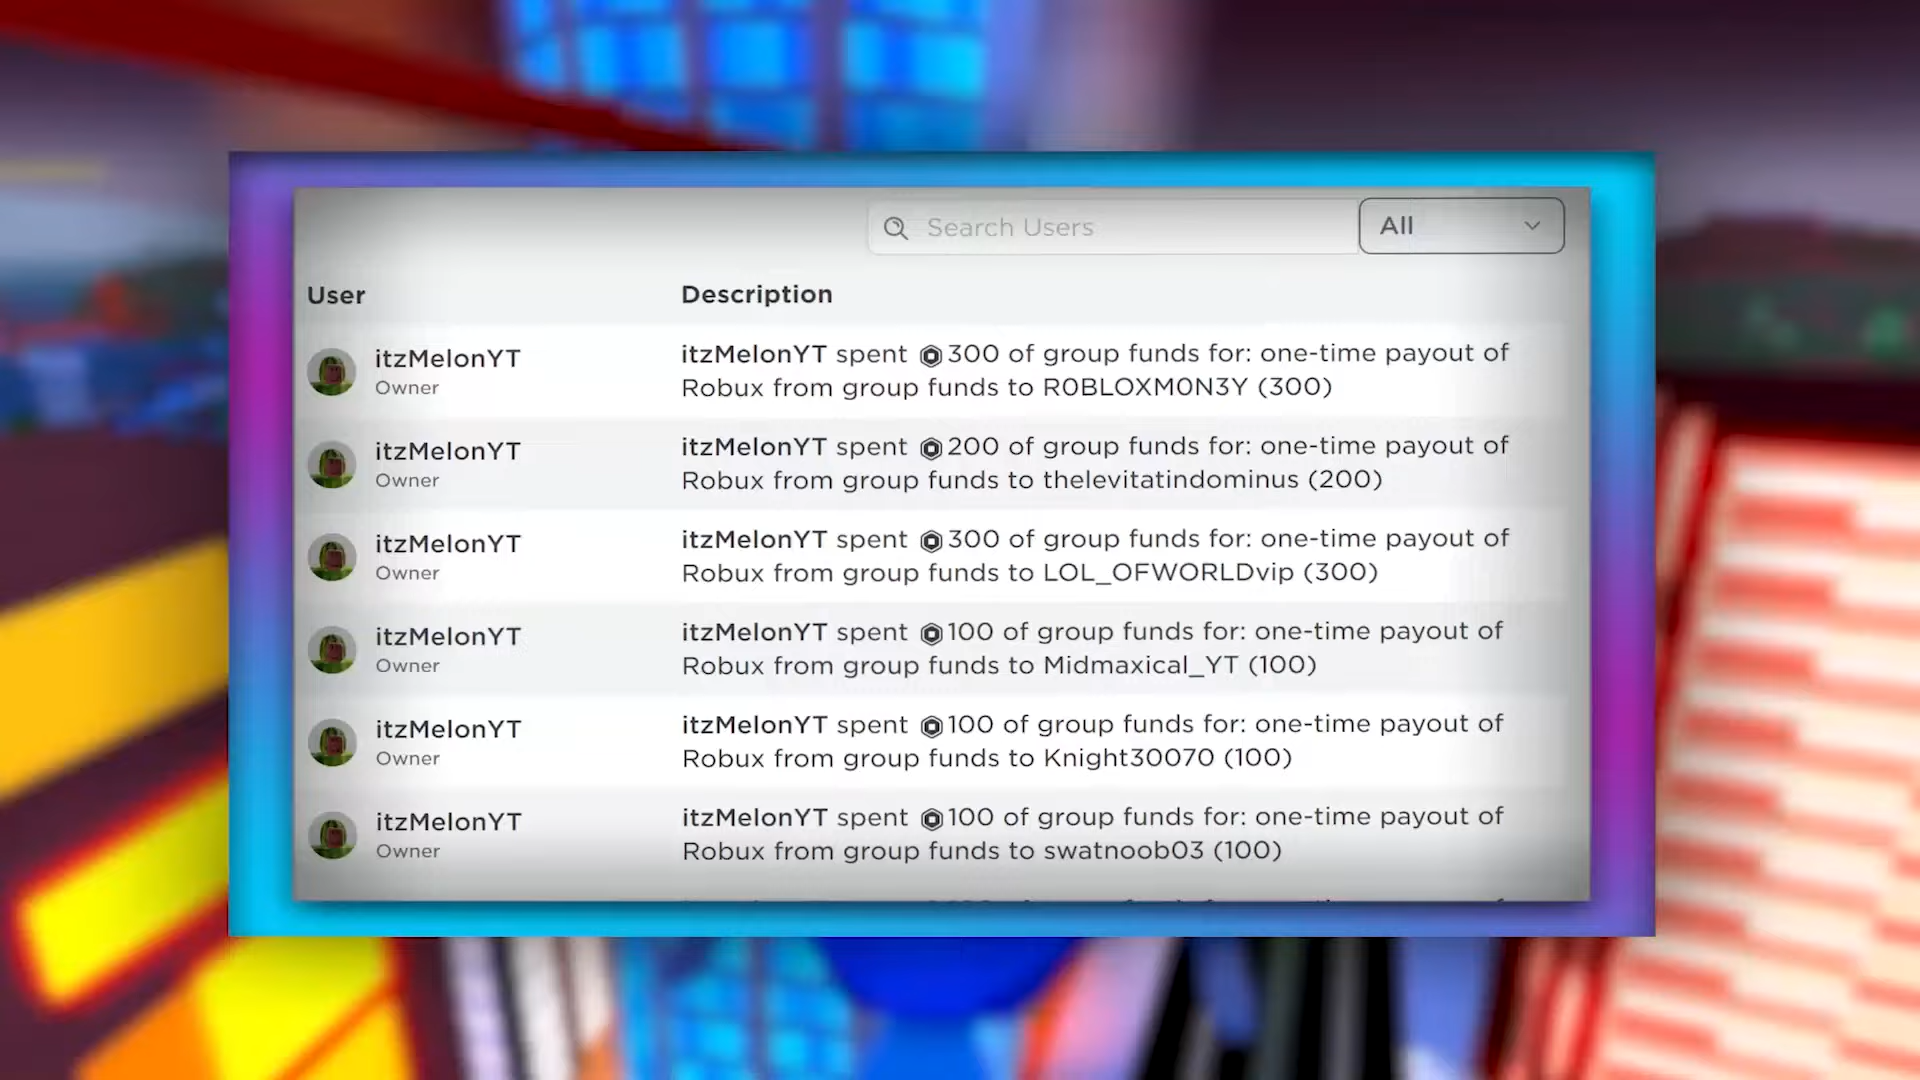 Search Users
All
User
Description
itzMelonYT
Owner
itzMelonYT spent 300 of group funds for: one-time payout of
Robux from group funds to R0BLOXM0N3Y (300)
itzMelonYT
Owner
itzMelonYT spent 200 of group funds for: one-time payout of
Robux from group funds to thelevitatindominus (200)
itzMelonYT
Owner
itzMelonYT spent 300 of group funds for: one-time payout of
Robux from group funds to LOL_OFWORLDvip (300)
itzMelonYT
Owner
itzMelonYT spent 100 of group funds for: one-time payout of
Robux from group funds to Midmaxical_YT (100)
itzMelonYT
Owner
itzMelonYT spent 100 of group funds for: one-time payout of
Robux from group funds to Knight30070 (100)
itzMelonYT
Owner
itzMelonYT spent 100 of group funds for: one-time payout of
Robux from group funds to swatnoob03 (100)